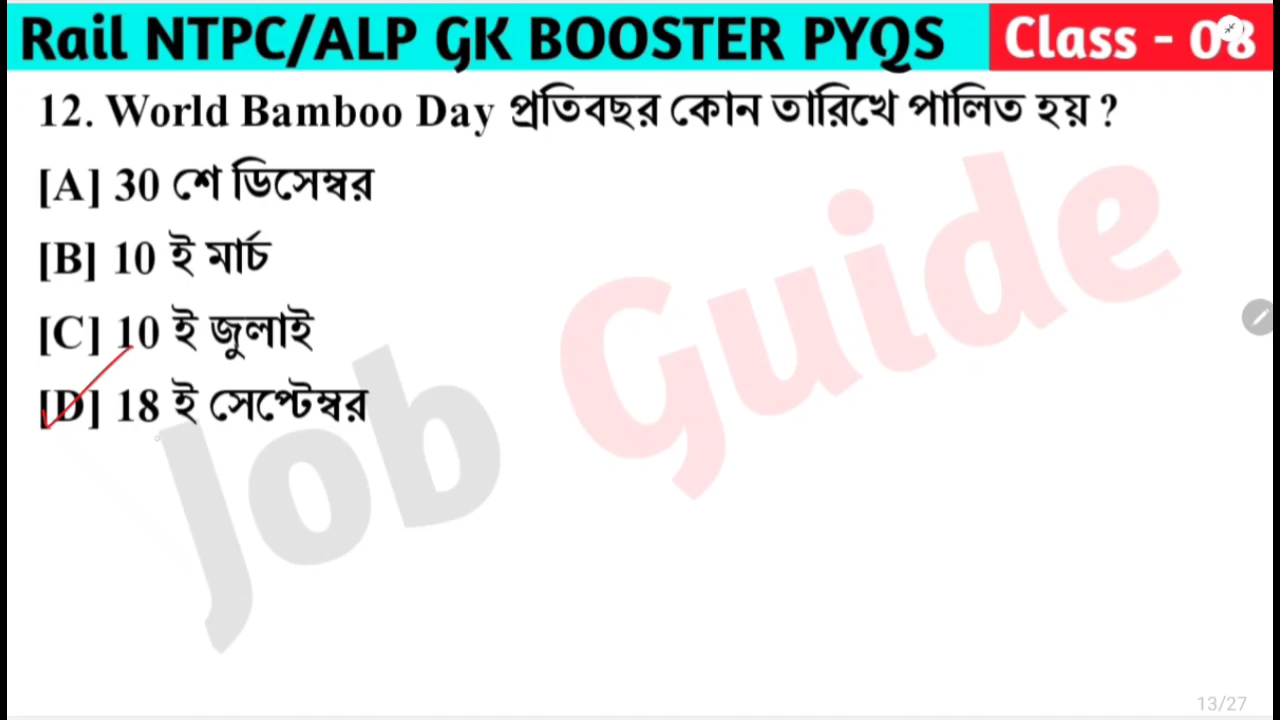 Rail NTPC/ALP GK BOOSTER PYQS Class - 08
12. World Bamboo Day প্রতিবছর কোন তারিখে পালিত হয় ?
[A] 30 শে ডিসেম্বর
[B] 10 ই মার্চ
[C] 10 ই জুলাই
[D] 18 ই সেপ্টেম্বর
Job Guide
13/27